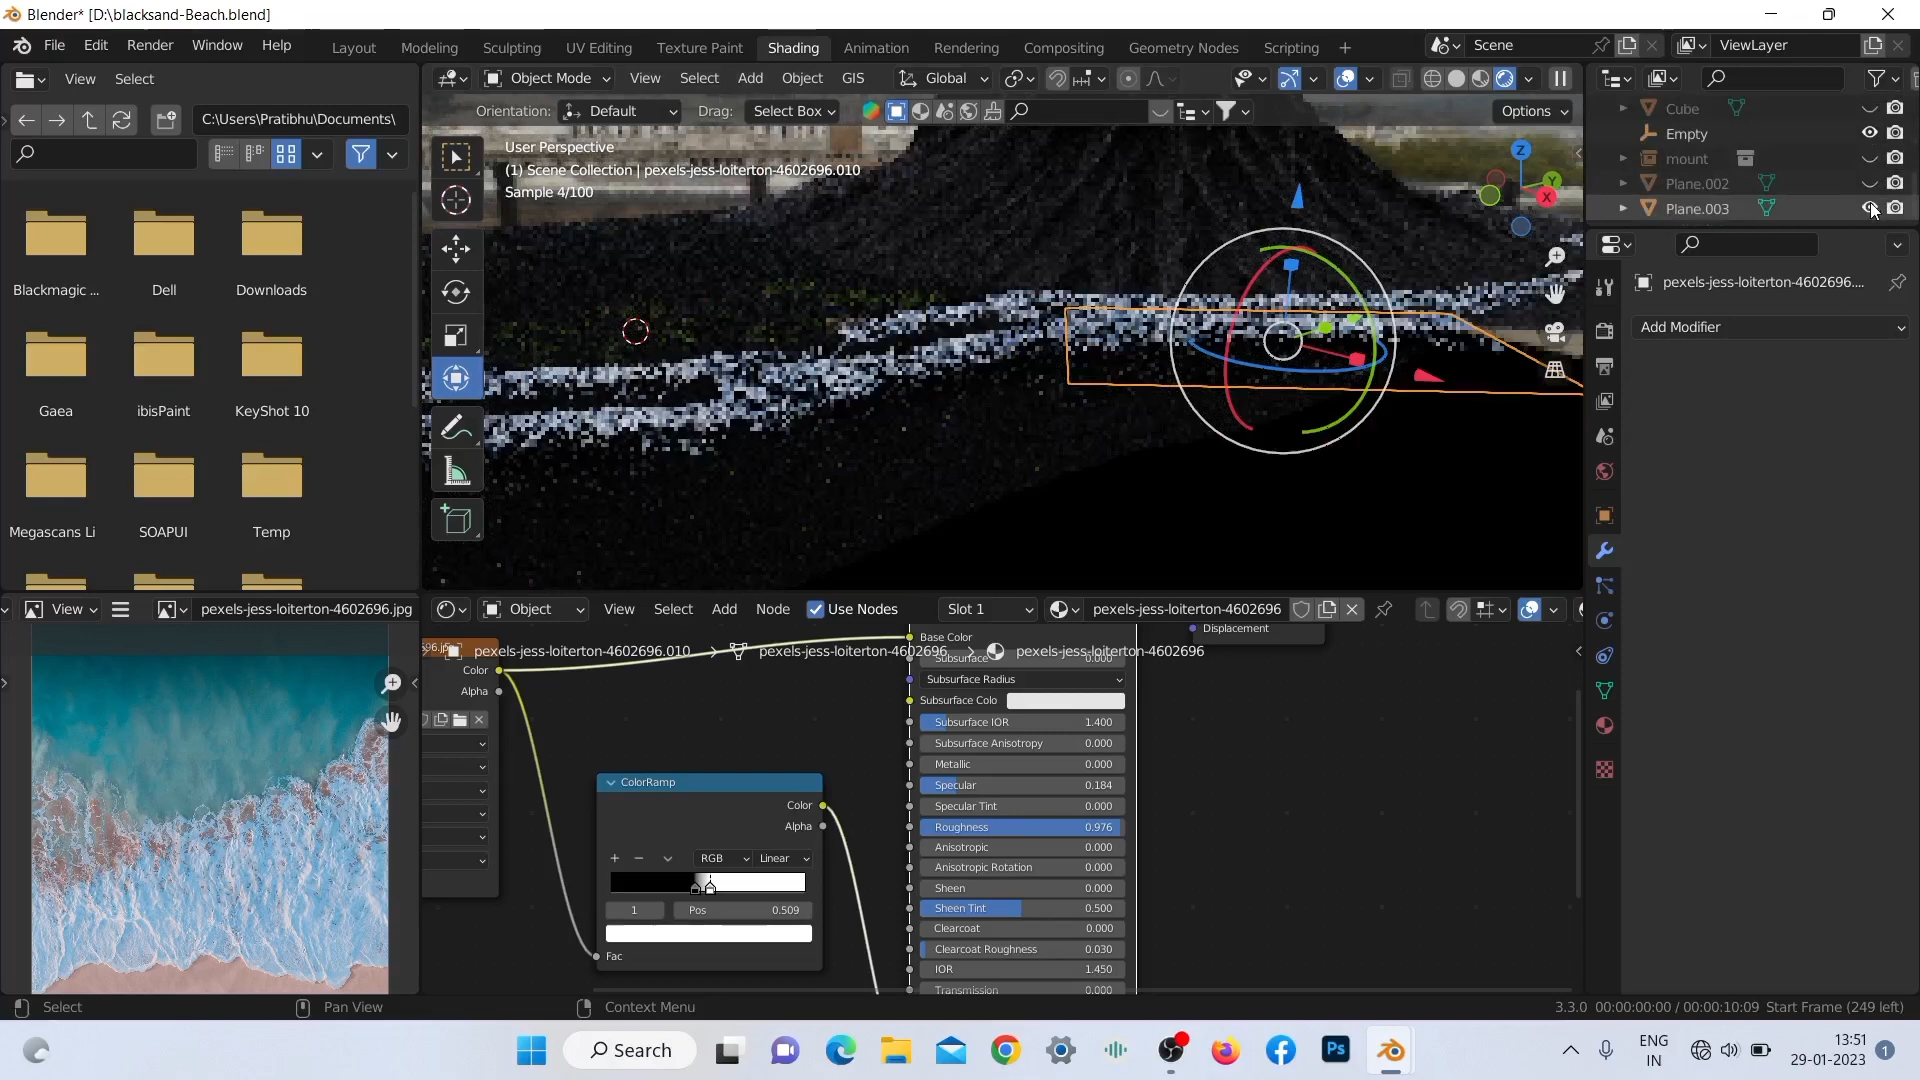 Blender* [D:\blacksand-Beach.blend]
File Edit Render Window Help
Layout Modeling Sculpting UV Editing Texture Paint Shading Animation Rendering Compositing Geometry Nodes Scripting +
Scene
ViewLayer
View Select
Object Mode View Select Add Object GIS Global
C:\Users\Pratibhu\Documents\
Orientation: Default Drag: Select Box
Options
User Perspective
(1) Scene Collection | pexels-jess-loiterton-4602696.010
Sample 4/100
Z
Y
X
Cube
Empty
mount
Plane.002
Plane.003
pexels-jess-loiterton-4602696....
Add Modifier
Blackmagic ... Dell Downloads
Gaea ibisPaint KeyShot 10
Megascans Li SOAPUI Temp
View pexels-jess-loiterton-4602696.jpg
Object View Select Add Node Use Nodes Slot 1 pexels-jess-loiterton-4602696
pexels-jess-loiterton-4602696.010 > pexels-jess-loiterton-4602696 > pexels-jess-loiterton-4602696
Color
Alpha
ColorRamp
Color
Alpha
+ − RGB Linear
1 Pos 0.509
Fac
Displacement
Base Color
Subsurface 0.000
Subsurface Radius
Subsurface Colo
Subsurface IOR 1.400
Subsurface Anisotropy 0.000
Metallic 0.000
Specular 0.184
Specular Tint 0.000
Roughness 0.976
Anisotropic 0.000
Anisotropic Rotation 0.000
Sheen 0.000
Sheen Tint 0.500
Clearcoat 0.000
Clearcoat Roughness 0.030
IOR 1.450
Transmission 0.000
Select Pan View Context Menu
3.3.0 00:00:00:00 / 00:00:10:09 Start Frame (249 left)
Search
Ps
ENG
IN
13:51
29-01-2023
1